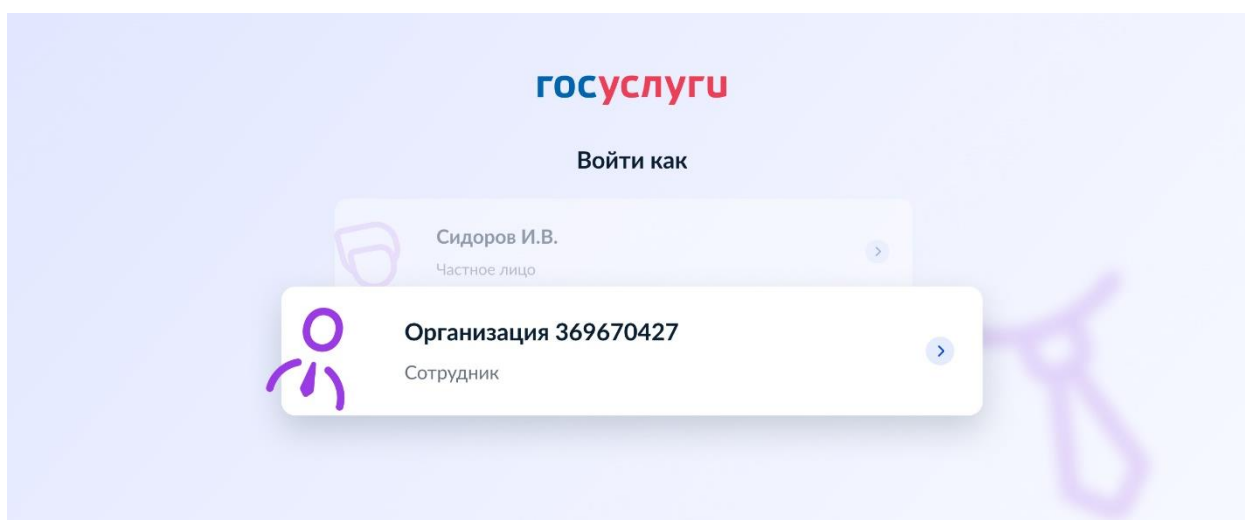 госуслуги
Войти как
Сидоров И.В.
Частное лицо
Организация 369670427
Сотрудник